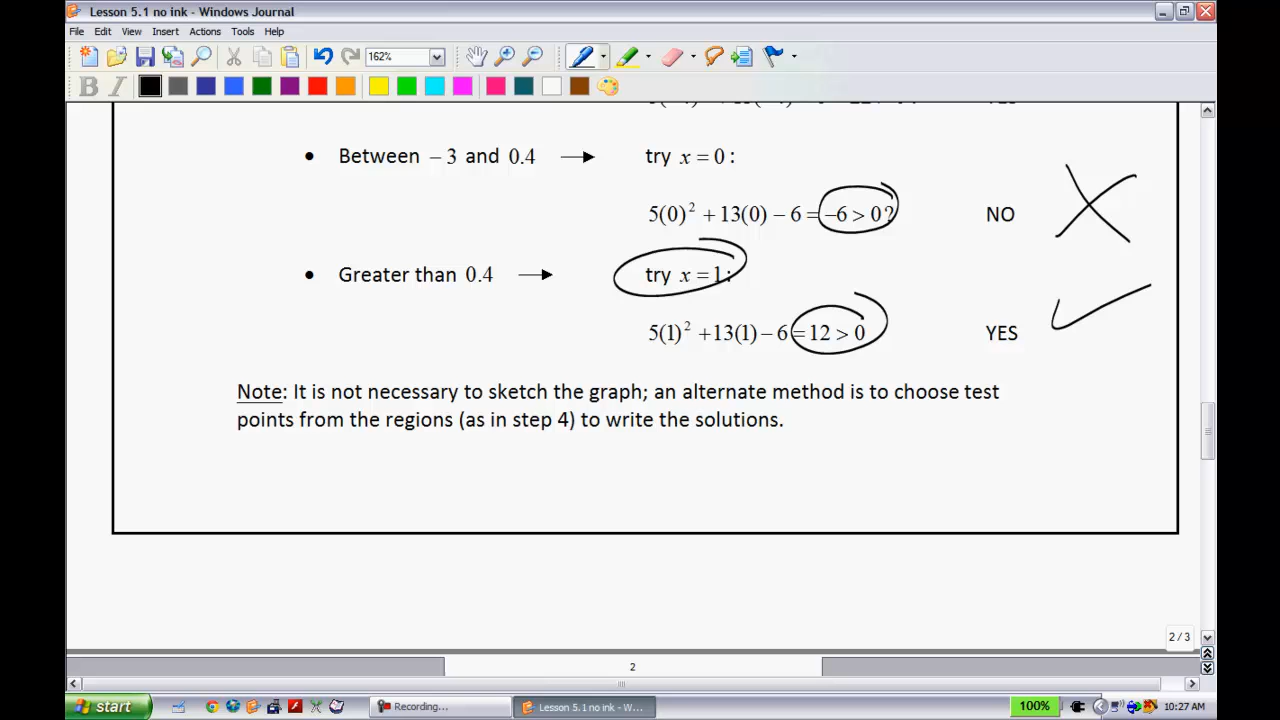 Lesson 5.1 no ink - Windows Journal
File Edit View Insert Actions Tools Help
162%
B I
• Between − 3 and 0.4 → try x = 0 :
5(0)² + 13(0) − 6 = −6 > 0? NO
• Greater than 0.4 → try x = 1:
5(1)² + 13(1) − 6 = 12 > 0 YES
Note: It is not necessary to sketch the graph; an alternate method is to choose test
points from the regions (as in step 4) to write the solutions.
2 / 3
2
start Recording... Lesson 5.1 no ink - W... 100% 10:27 AM